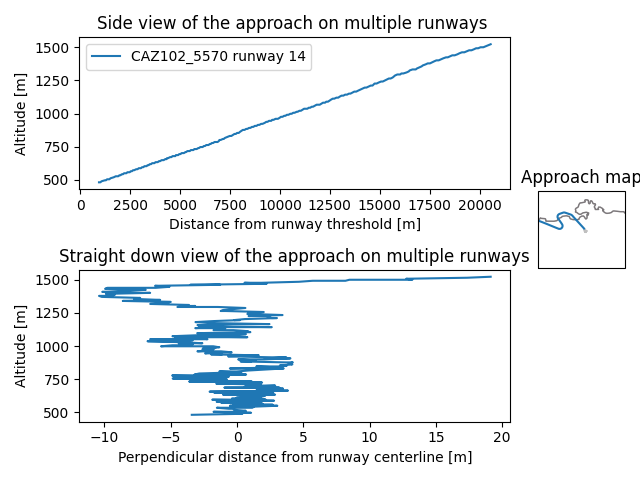 Side view of the approach on multiple runways
1500
1250
1000
750
500
Altitude [m]
CAZ102_5570 runway 14
0 2500 5000 7500 10000 12500 15000 17500 20000
Distance from runway threshold [m]
Approach map
Straight down view of the approach on multiple runways
1500
1250
1000
750
500
Altitude [m]
−10 −5 0 5 10 15 20
Perpendicular distance from runway centerline [m]